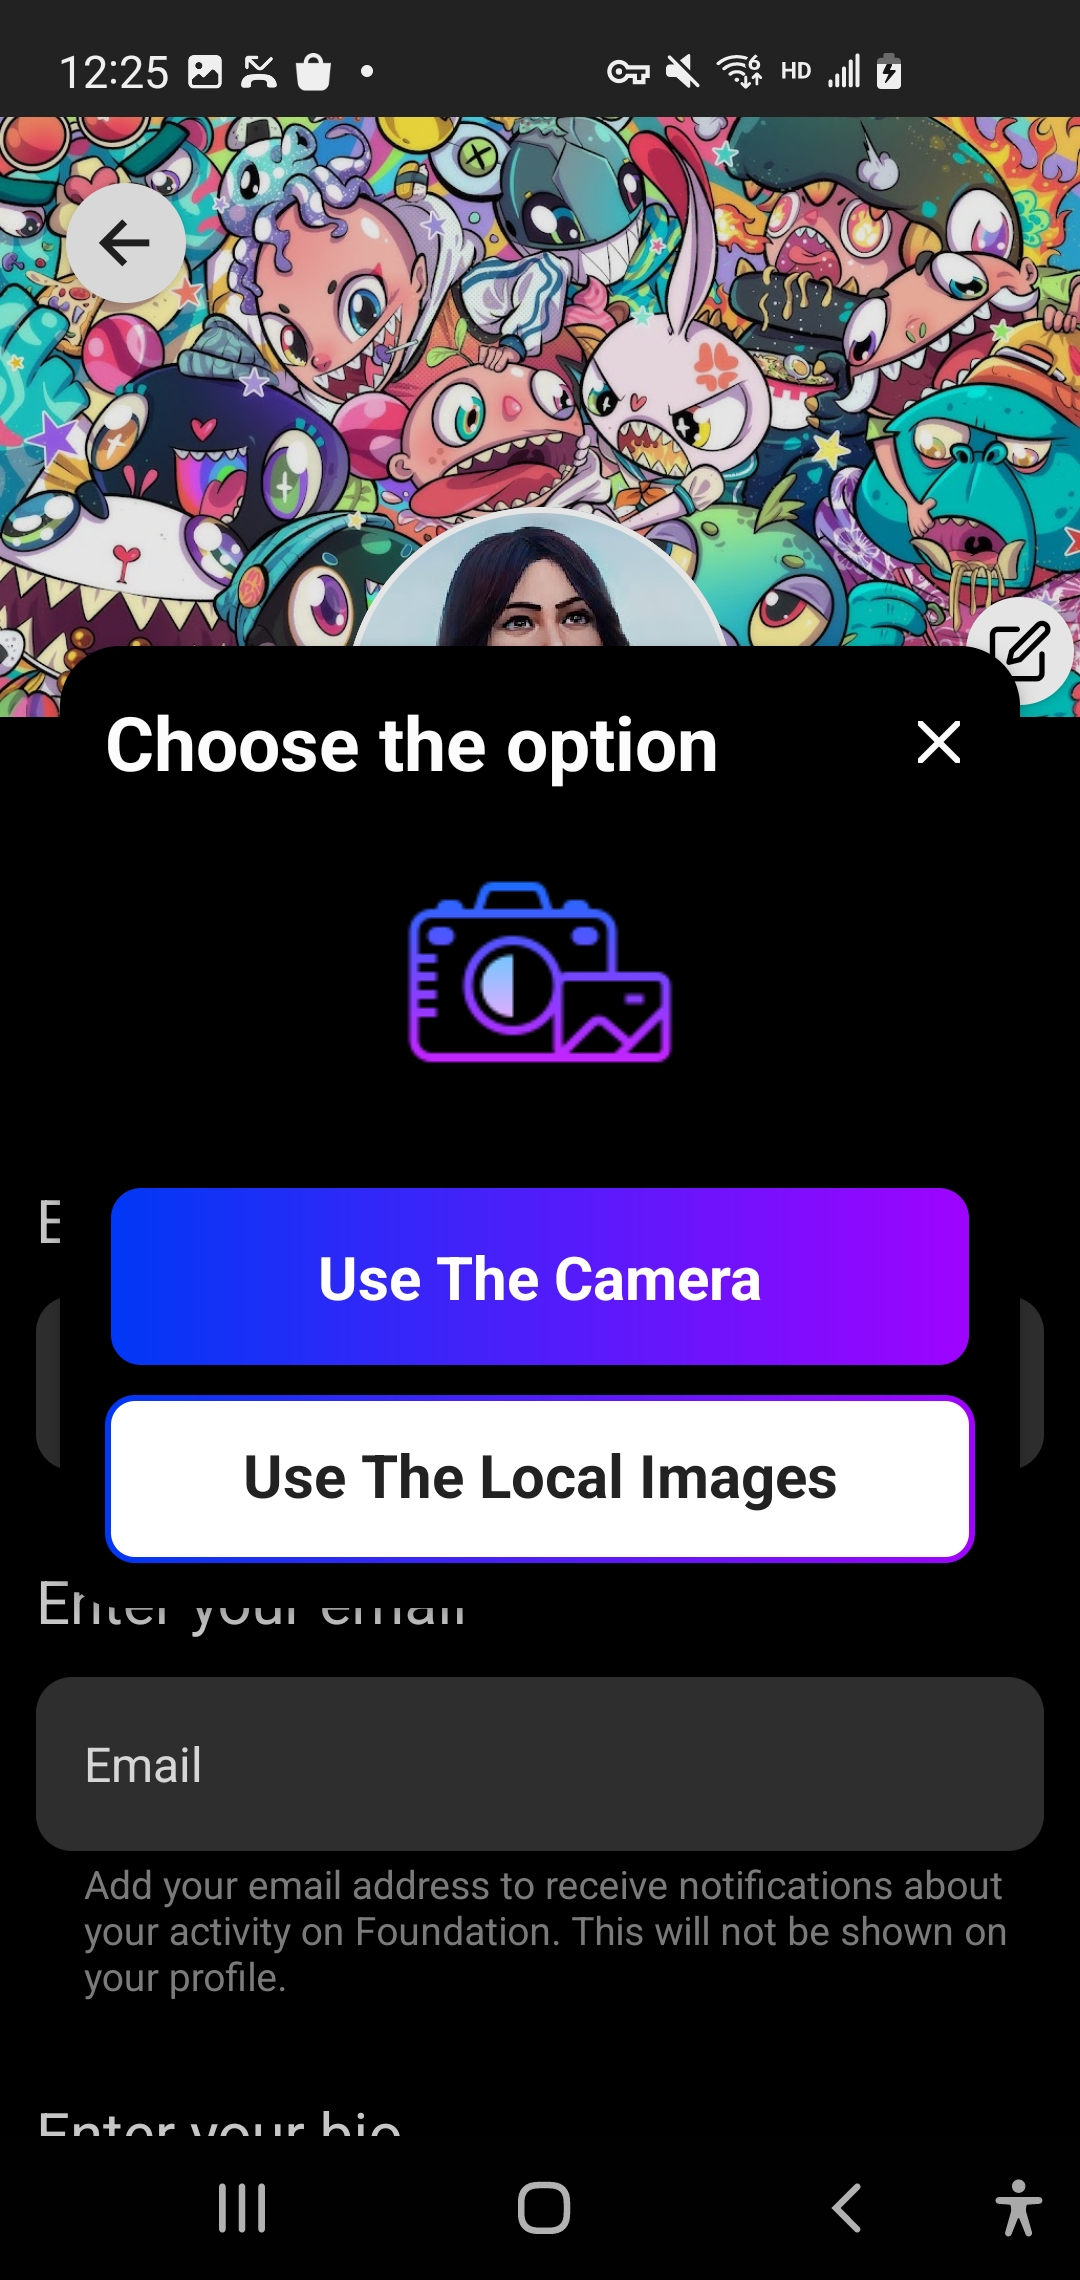 12:25
6
HD
Choose the option
E
Use The Camera
Use The Local Images
Enter your email
Email
Add your email address to receive notifications about
your activity on Foundation. This will not be shown on
your profile.
Enter your bio